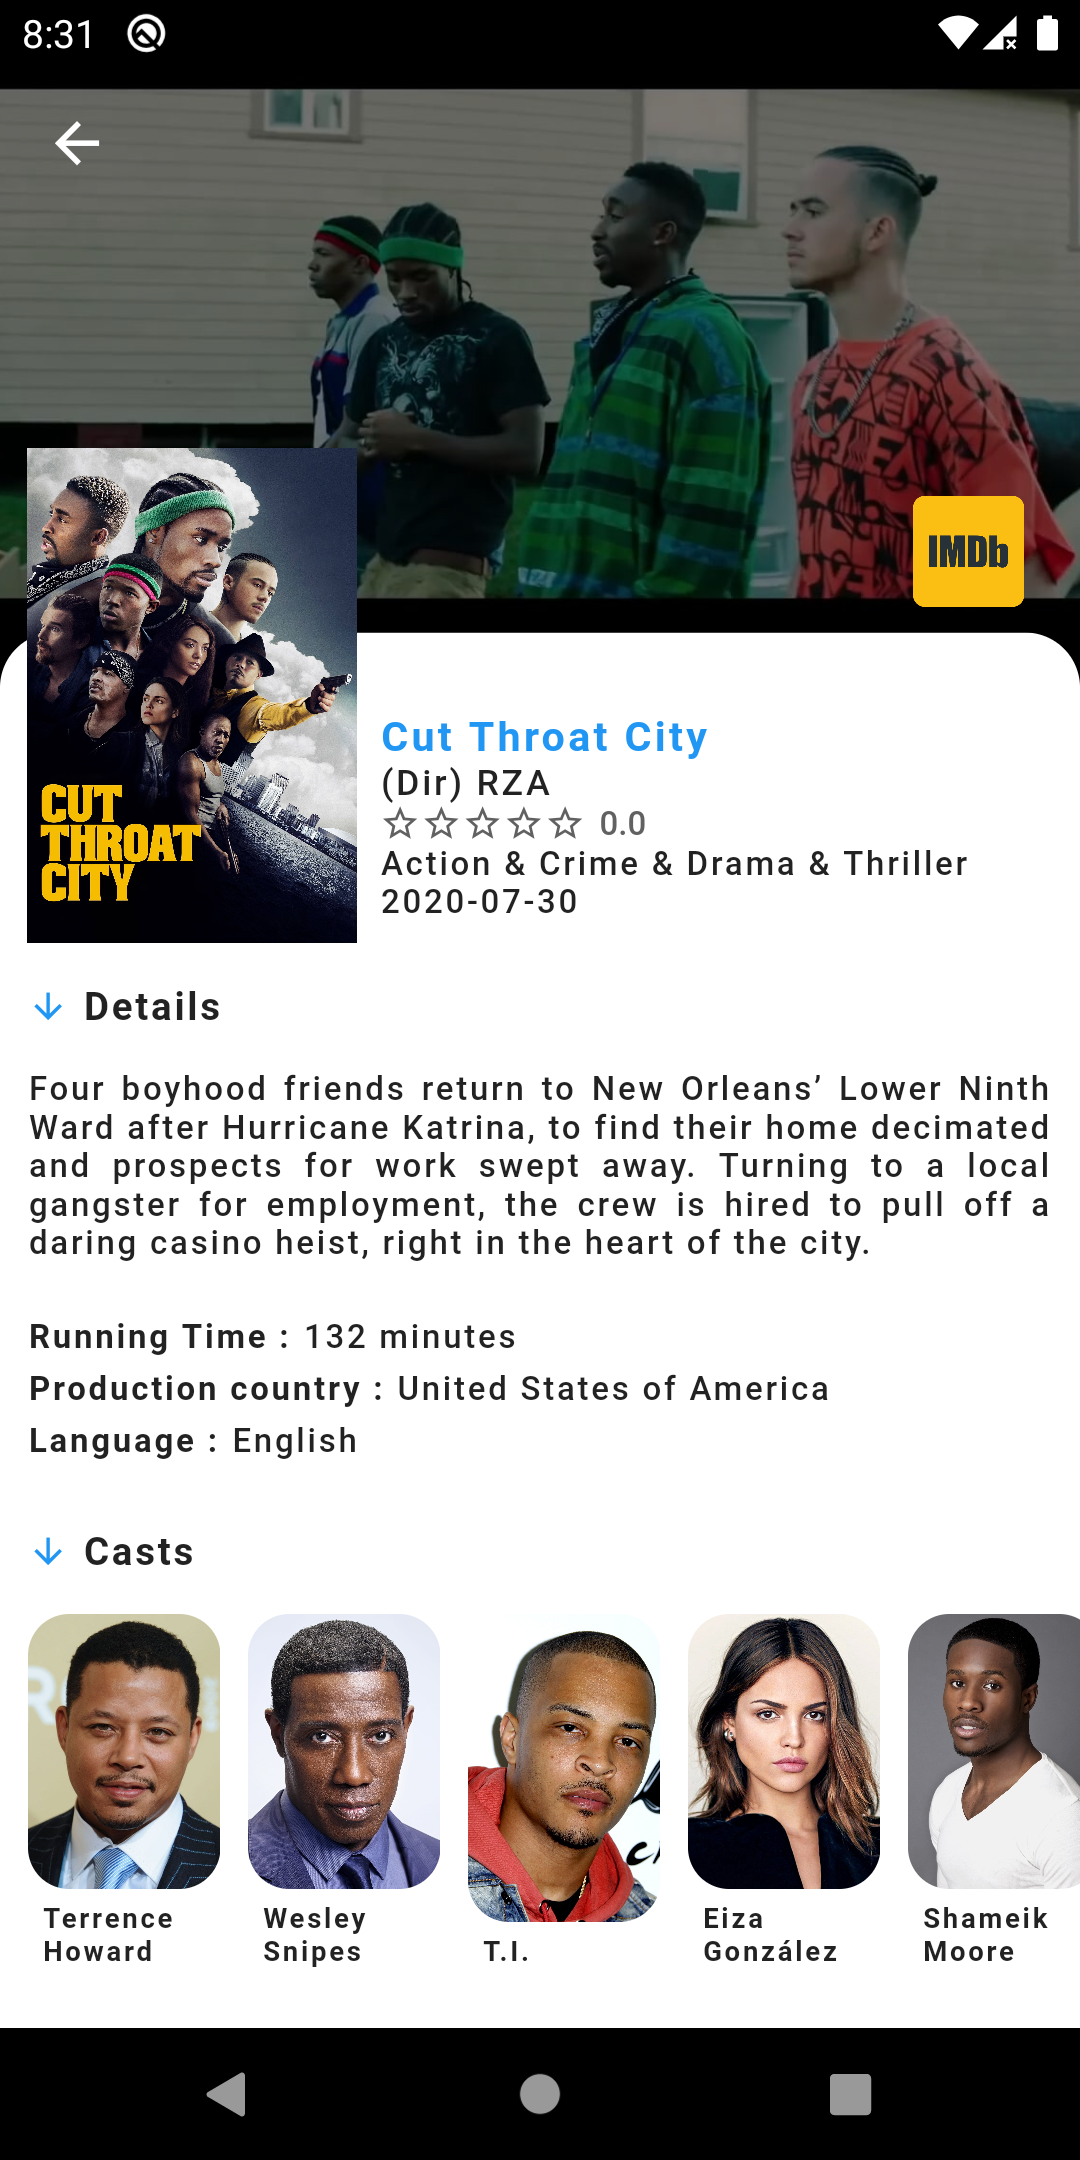 8:31
IMDb
CUT
THROAT
CITY
Cut Throat City
(Dir) RZA
0.0
Action & Crime & Drama & Thriller
2020-07-30
Details
Four boyhood friends return to New Orleans’ Lower Ninth
Ward after Hurricane Katrina, to find their home decimated
and prospects for work swept away. Turning to a local
gangster for employment, the crew is hired to pull off a
daring casino heist, right in the heart of the city.
Running Time : 132 minutes
Production country : United States of America
Language : English
Casts
Terrence
Howard
Wesley
Snipes
T.I.
Eiza
González
Shameik
Moore